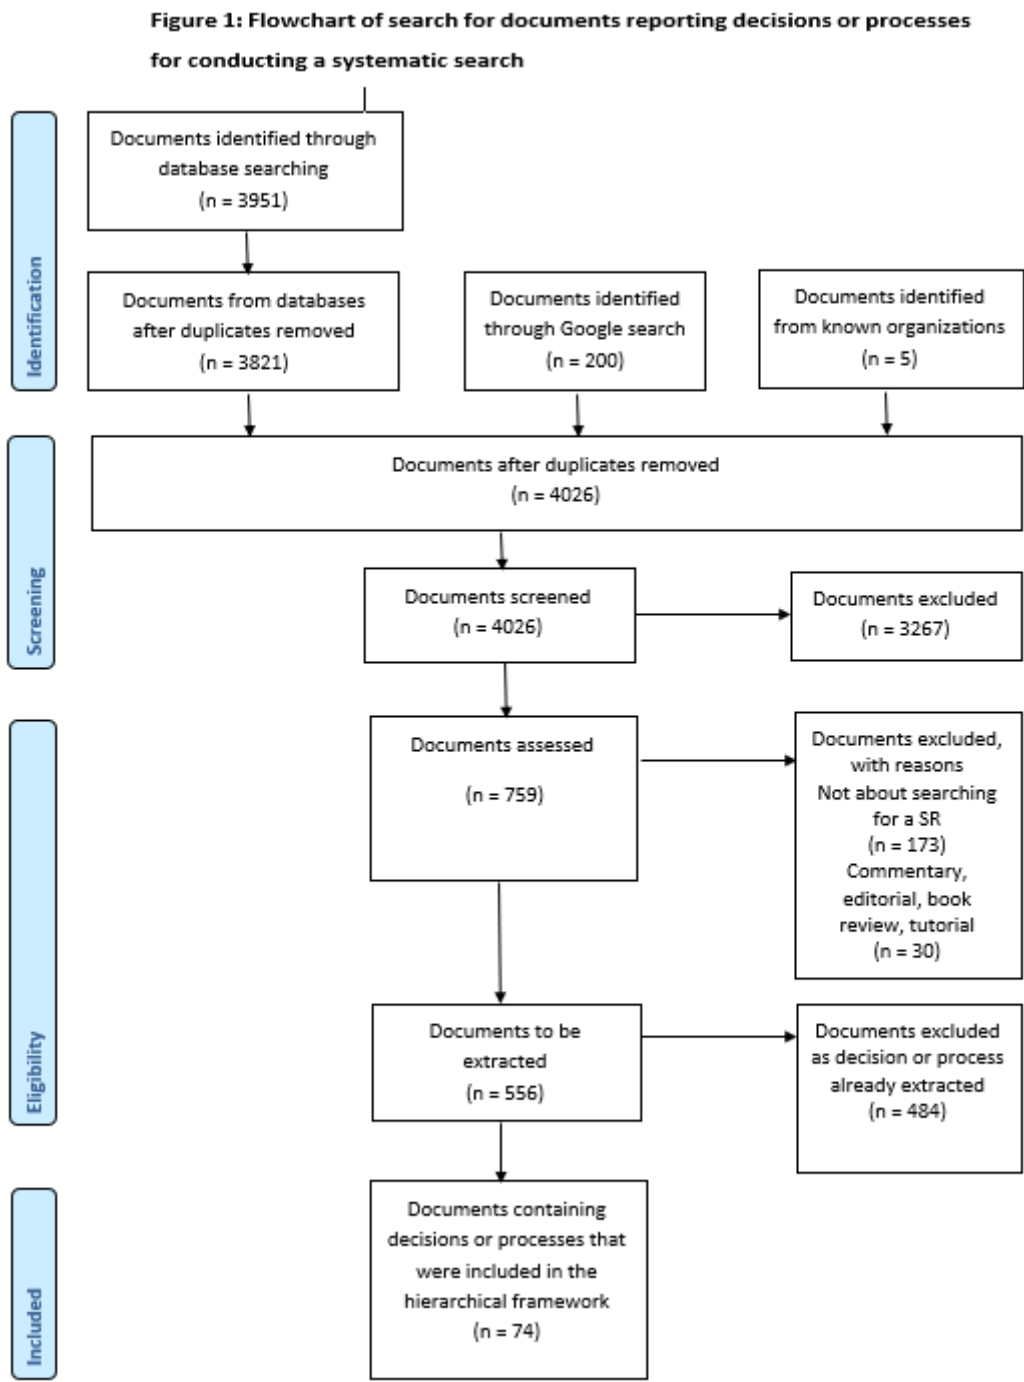 Figure 1: Flowchart of search for documents reporting decisions or processes
for conducting a systematic search
Identification
Documents identified through
database searching
(n = 3951)
Documents from databases
after duplicates removed
(n = 3821)
Documents identified
through Google search
(n = 200)
Documents identified
from known organizations
(n = 5)
Screening
Documents after duplicates removed
(n = 4026)
Documents screened
(n = 4026)
Documents excluded
(n = 3267)
Eligibility
Documents assessed
(n = 759)
Documents excluded,
with reasons
Not about searching
for a SR
(n = 173)
Commentary,
editorial, book
review, tutorial
(n = 30)
Documents to be
extracted
(n = 556)
Documents excluded
as decision or process
already extracted
(n = 484)
Included
Documents containing
decisions or processes that
were included in the
hierarchical framework
(n = 74)